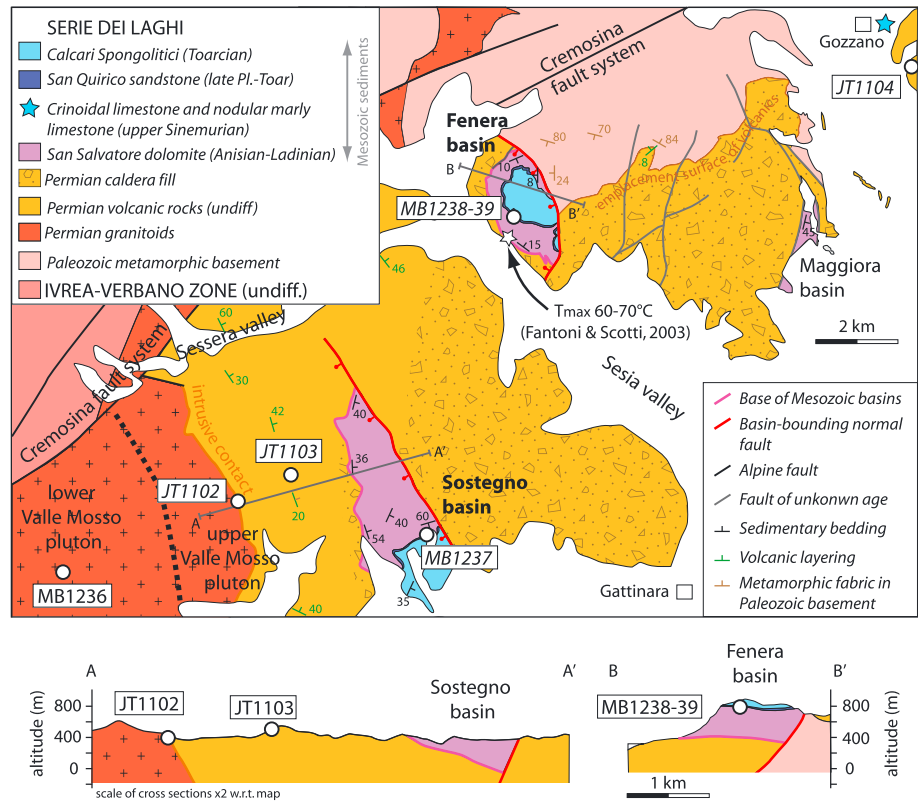 SERIE DEI LAGHI
Calcari Spongolitici (Toarcian)
San Quirico sandstone (late Pl.-Toar)
Crinoidal limestone and nodular marly
limestone (upper Sinemurian)
San Salvatore dolomite (Anisian-Ladinian)
Permian caldera fill
Permian volcanic rocks (undiff)
Permian granitoids
Paleozoic metamorphic basement
IVREA-VERBANO ZONE (undiff.)
Mesozoic sediments
Cremosina
fault system
Gozzano
JT1104
Fenera
basin
80
70
84
8
24
10
8
B
B'
MB1238-39
15
emplacement surface of volcanics
45
Maggiora
basin
Tmax 60-70°C
(Fantoni & Scotti, 2003)
2 km
46
60
Sessera valley
Sesia valley
Cremosina fault system
30
intrusive contact
42
40
JT1103
36
A'
JT1102
Sostegno
basin
lower
Valle Mosso
pluton
A
20
upper
Valle Mosso
pluton
40
60
54
MB1237
MB1236
35
40
Gattinara
Base of Mesozoic basins
Basin-bounding normal
fault
Alpine fault
Fault of unkonwn age
Sedimentary bedding
Volcanic layering
Metamorphic fabric in
Paleozoic basement
A
A'
B
B'
Fenera
basin
Sostegno
basin
JT1102
JT1103
MB1238-39
altitude (m)
800
400
0
800
400
0
altitude (m)
scale of cross sections x2 w.r.t. map
1 km